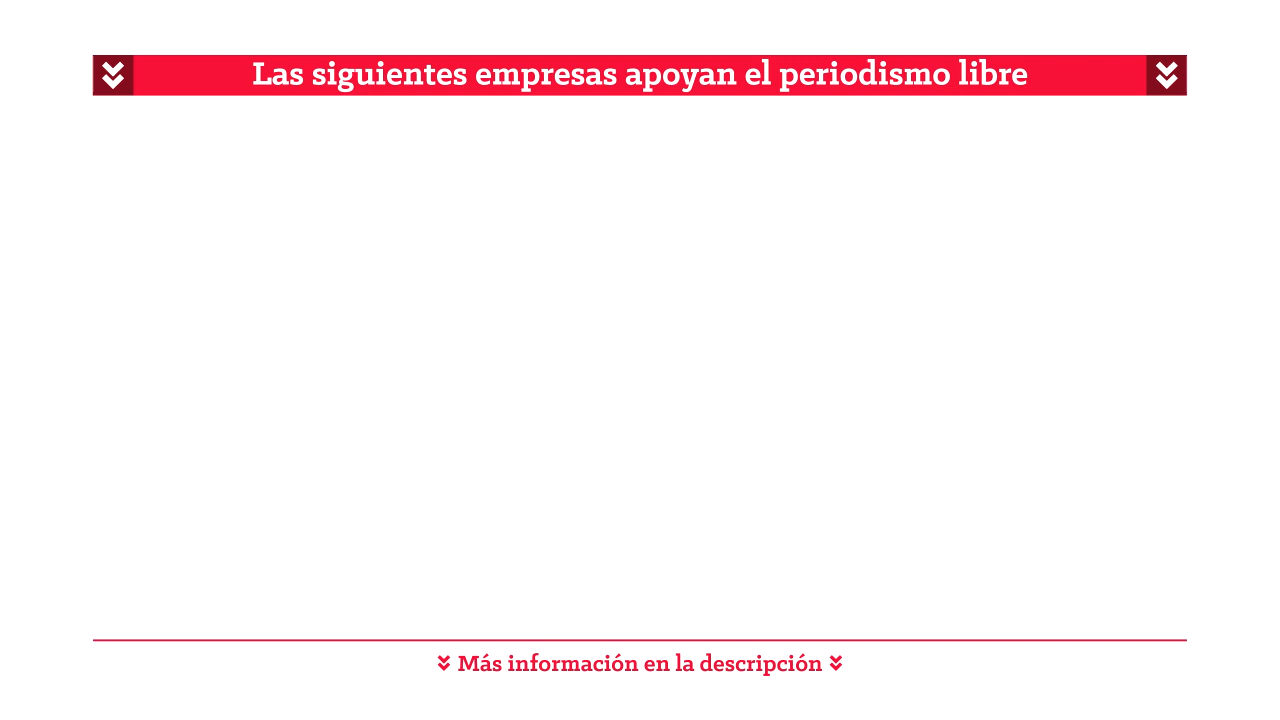 Las siguientes empresas apoyan el periodismo libre
Más información en la descripción